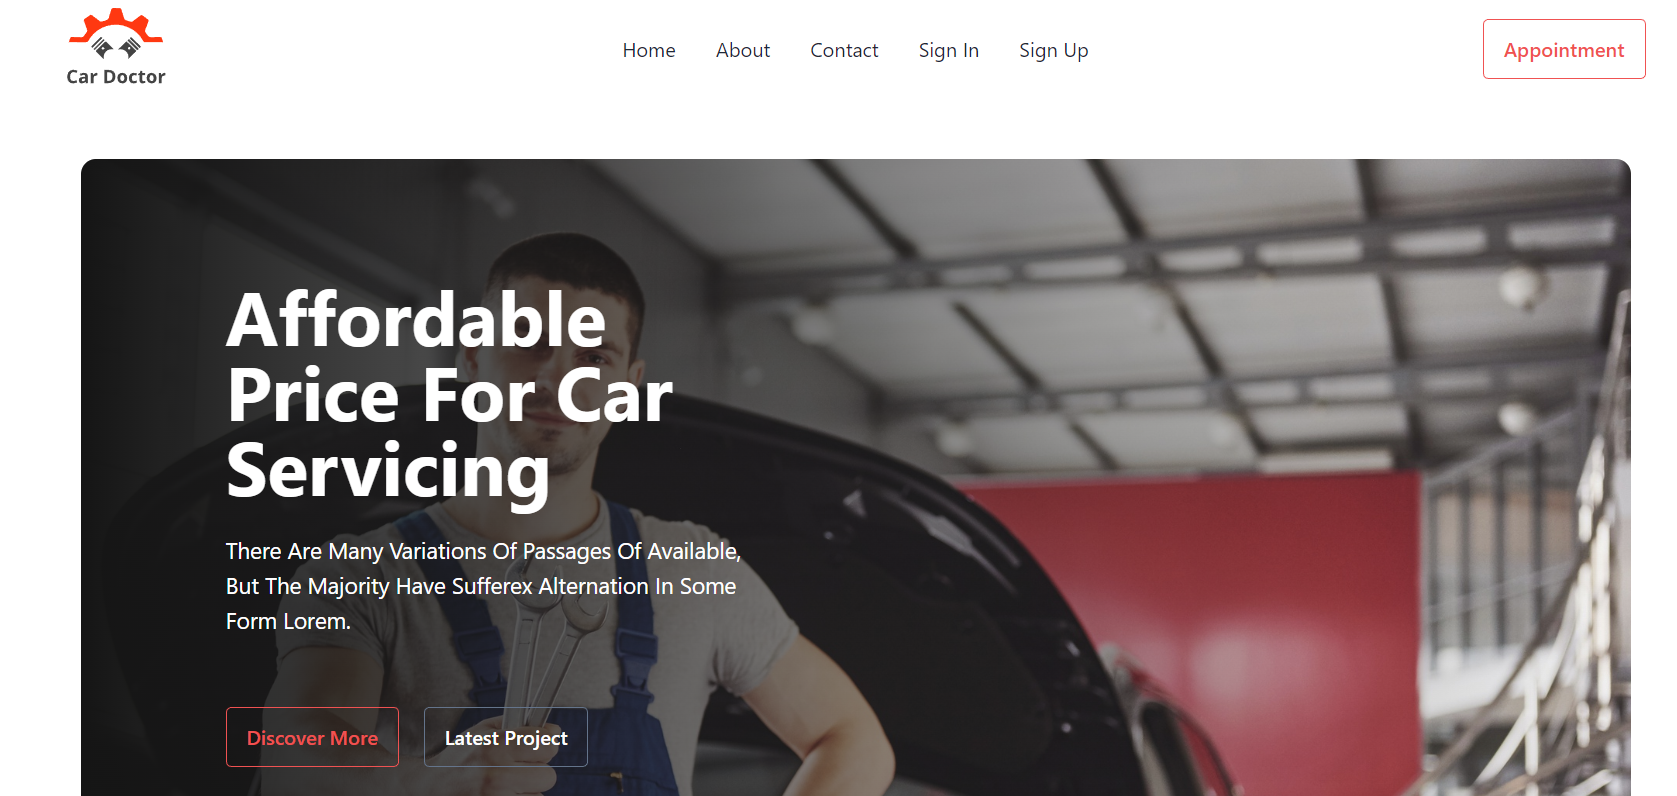 Car Doctor
Home
About
Contact
Sign In
Sign Up
Appointment
Affordable
Price For Car
Servicing
There Are Many Variations Of Passages Of Available,
But The Majority Have Sufferex Alternation In Some
Form Lorem.
Discover More
Latest Project